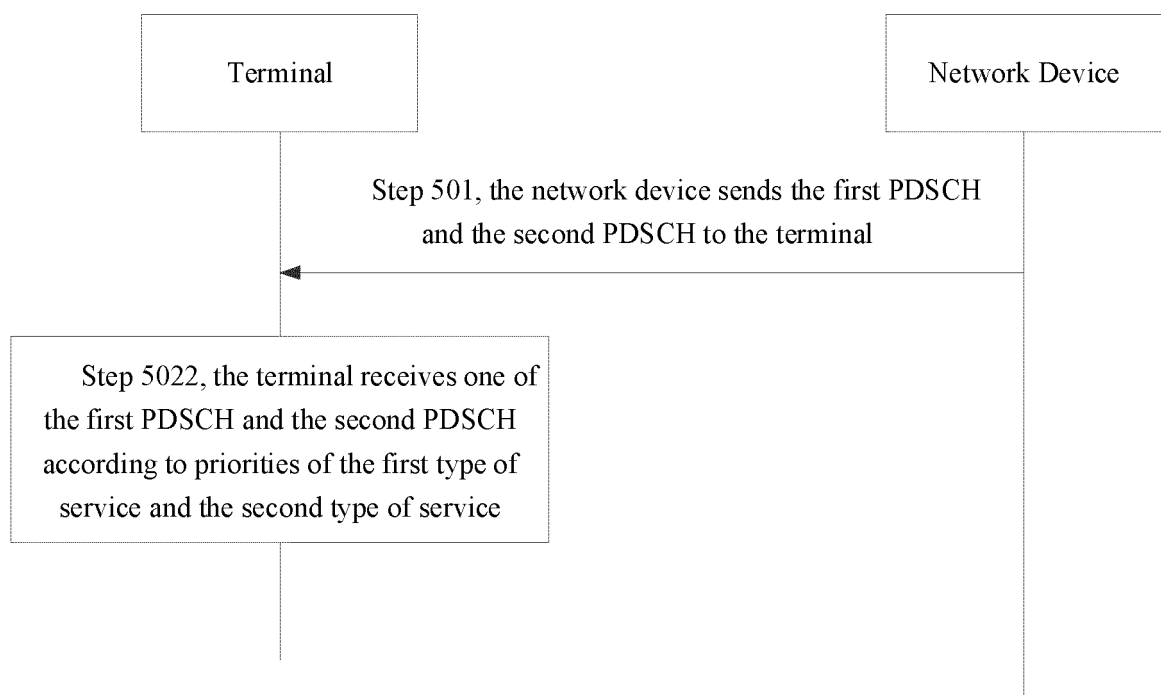 Terminal
Network Device
Step 501, the network device sends the first PDSCH
and the second PDSCH to the terminal
Step 5022, the terminal receives one of
the first PDSCH and the second PDSCH
according to priorities of the first type of
service and the second type of service